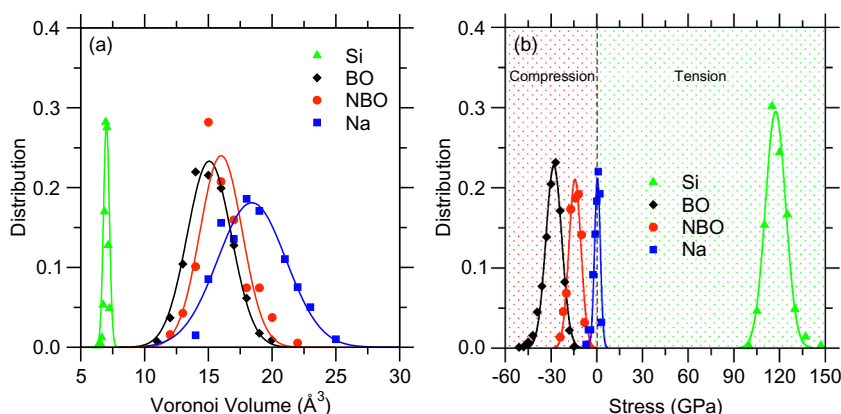 (a)
Si
BO
NBO
Na
0.4
0.3
0.2
0.1
0.0
Distribution
5 10 15 20 25 30
Voronoi Volume (Å³)
(b)
Compression
Tension
Si
BO
NBO
Na
0.4
0.3
0.2
0.1
0.0
Distribution
-60 -30 0 30 60 90 120 150
Stress (GPa)